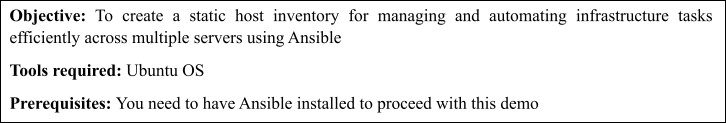 Objective: To create a static host inventory for managing and automating infrastructure tasks
efficiently across multiple servers using Ansible
Tools required: Ubuntu OS
Prerequisites: You need to have Ansible installed to proceed with this demo